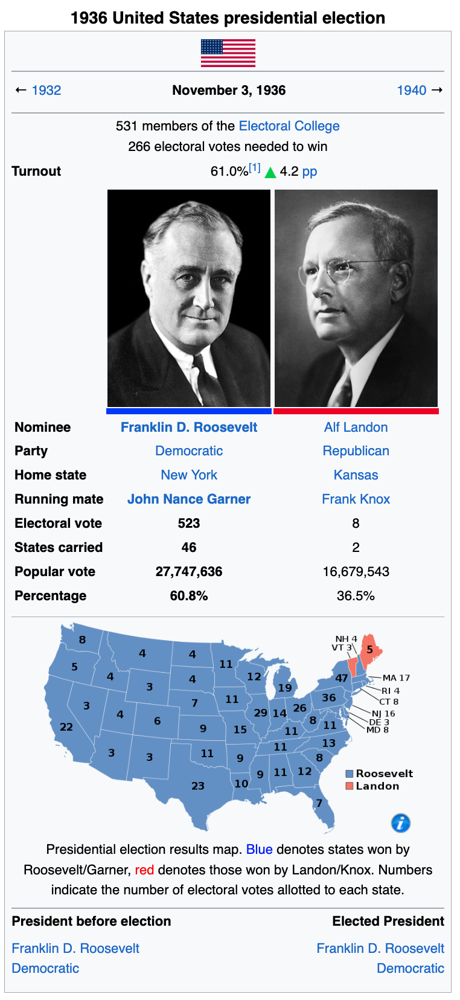 1936 United States presidential election
← 1932 November 3, 1936 1940 →
531 members of the Electoral College
266 electoral votes needed to win
Turnout 61.0%[1] ▲ 4.2 pp
Nominee Franklin D. Roosevelt Alf Landon
Party Democratic Republican
Home state New York Kansas
Running mate John Nance Garner Frank Knox
Electoral vote 523 8
States carried 46 2
Popular vote 27,747,636 16,679,543
Percentage 60.8% 36.5%
8
4
4
11
NH 4
VT 3
5
5
4
3
4
12
19
47
MA 17
RI 4
CT 8
3
4
6
7
11
29
14
26
36
8
11
NJ 16
DE 3
MD 8
22
9
15
11
13
3
3
11
9
11
8
23
10
9
11
12
7
Roosevelt
Landon
i
Presidential election results map. Blue denotes states won by
Roosevelt/Garner, red denotes those won by Landon/Knox. Numbers
indicate the number of electoral votes allotted to each state.
President before election Elected President
Franklin D. Roosevelt Franklin D. Roosevelt
Democratic Democratic